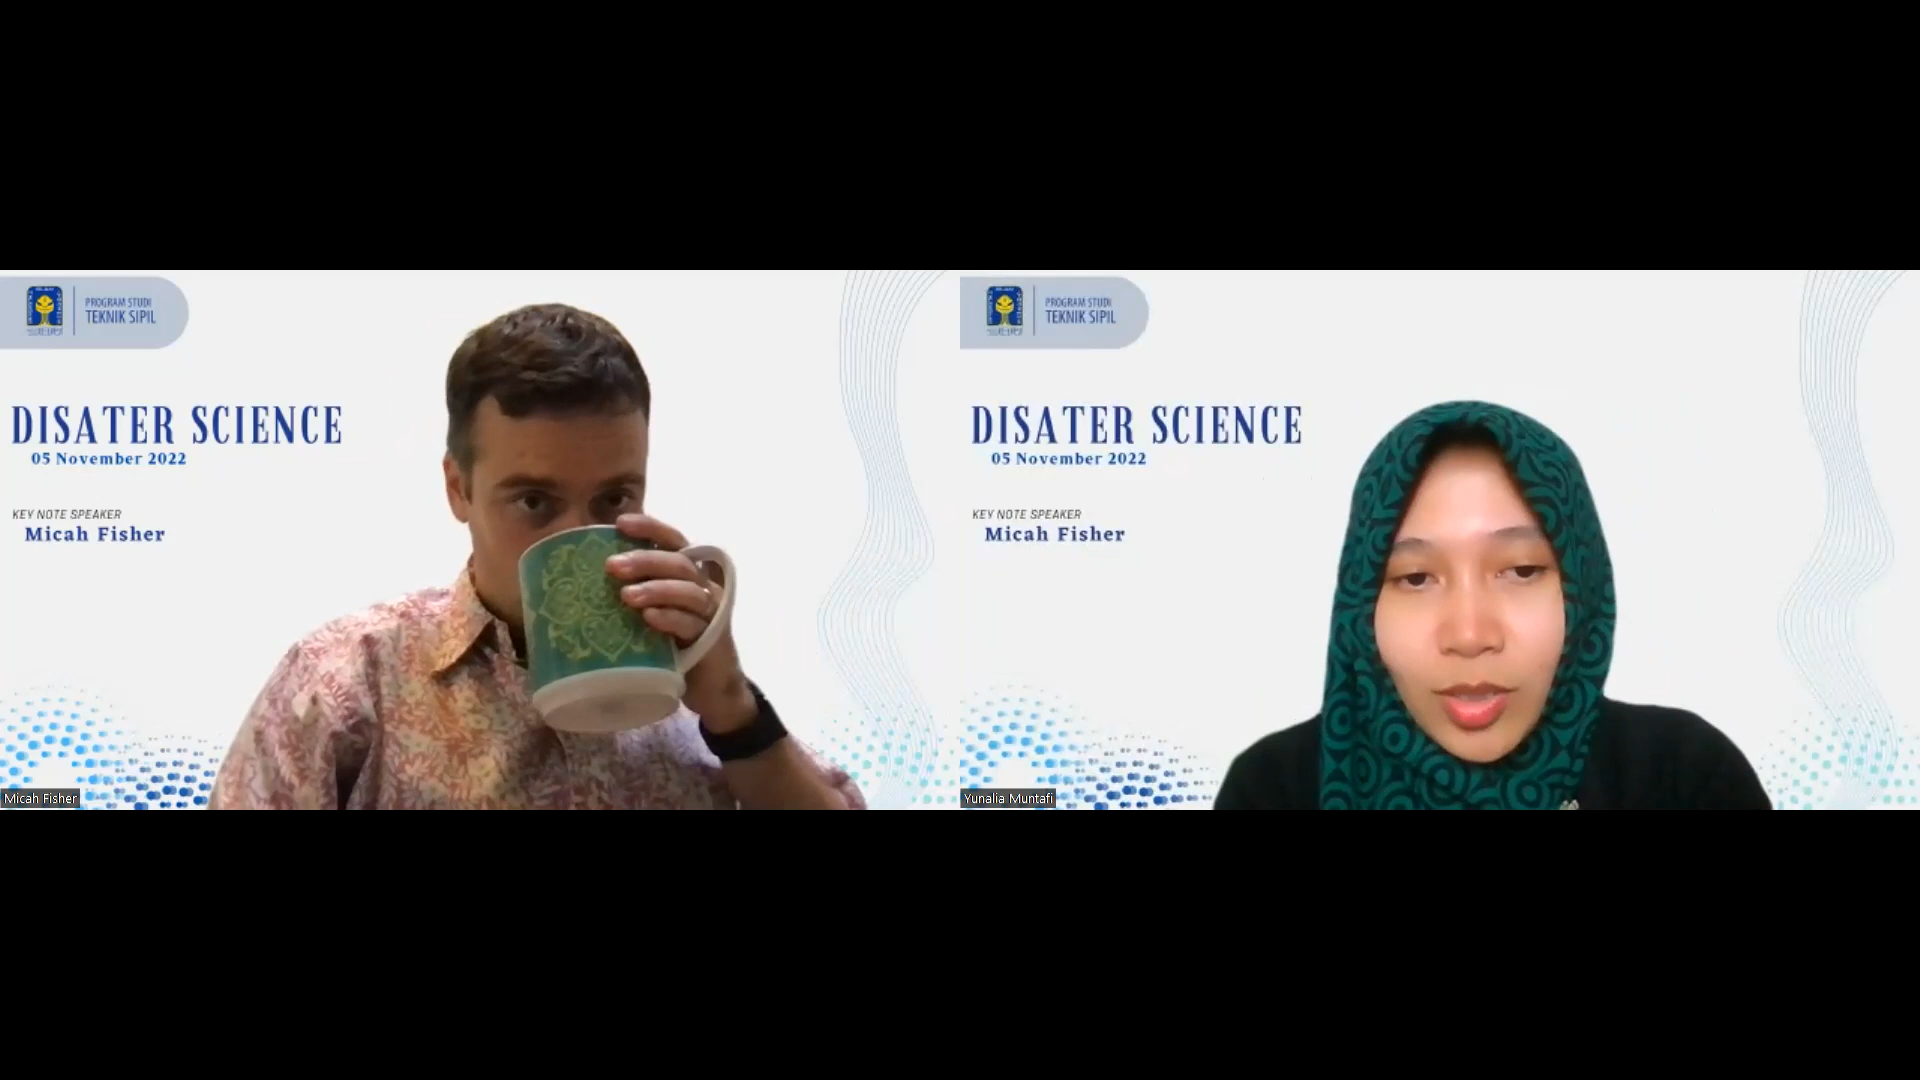 PROGRAM STUDI
TEKNIK SIPIL
DISATER SCIENCE
05 November 2022
KEY NOTE SPEAKER
Micah Fisher
Micah Fisher
PROGRAM STUDI
TEKNIK SIPIL
DISATER SCIENCE
05 November 2022
KEY NOTE SPEAKER
Micah Fisher
Yunalia Muntafi